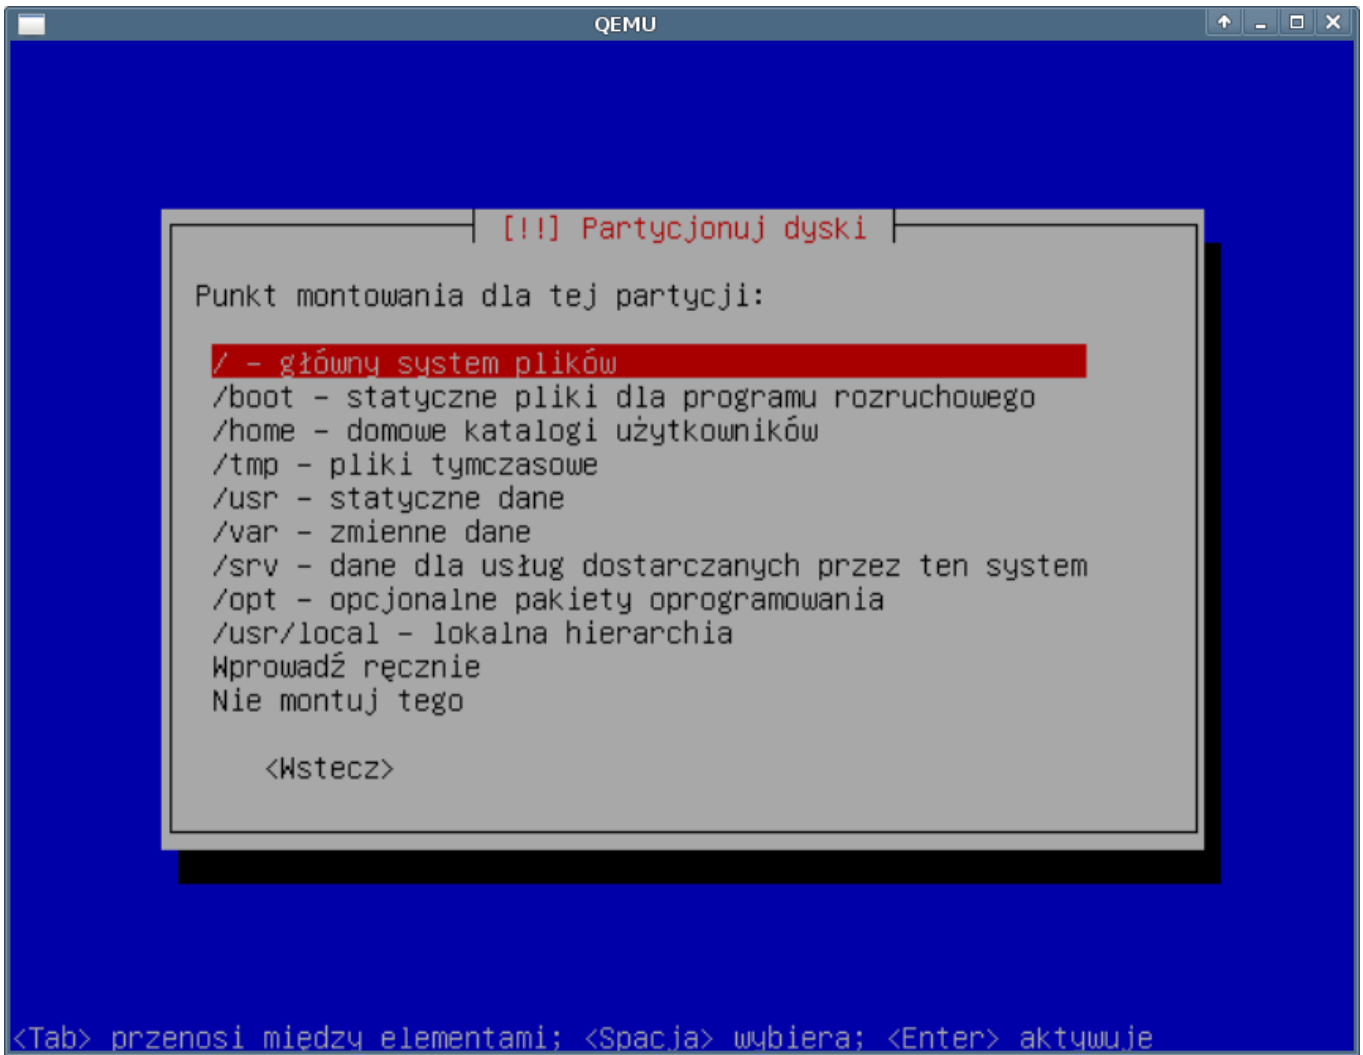 QEMU
[!!] Partycjonuj dyski
Punkt montowania dla tej partycji:
/ – główny system plików
/boot – statyczne pliki dla programu rozruchowego
/home – domowe katalogi użytkowników
/tmp – pliki tymczasowe
/usr – statyczne dane
/var – zmienne dane
/srv – dane dla usług dostarczanych przez ten system
/opt – opcjonalne pakiety oprogramowania
/usr/local – lokalna hierarchia
Wprowadź ręcznie
Nie montuj tego
<Wstecz>
<Tab> przenosi między elementami; <Spacja> wybiera; <Enter> aktywuje